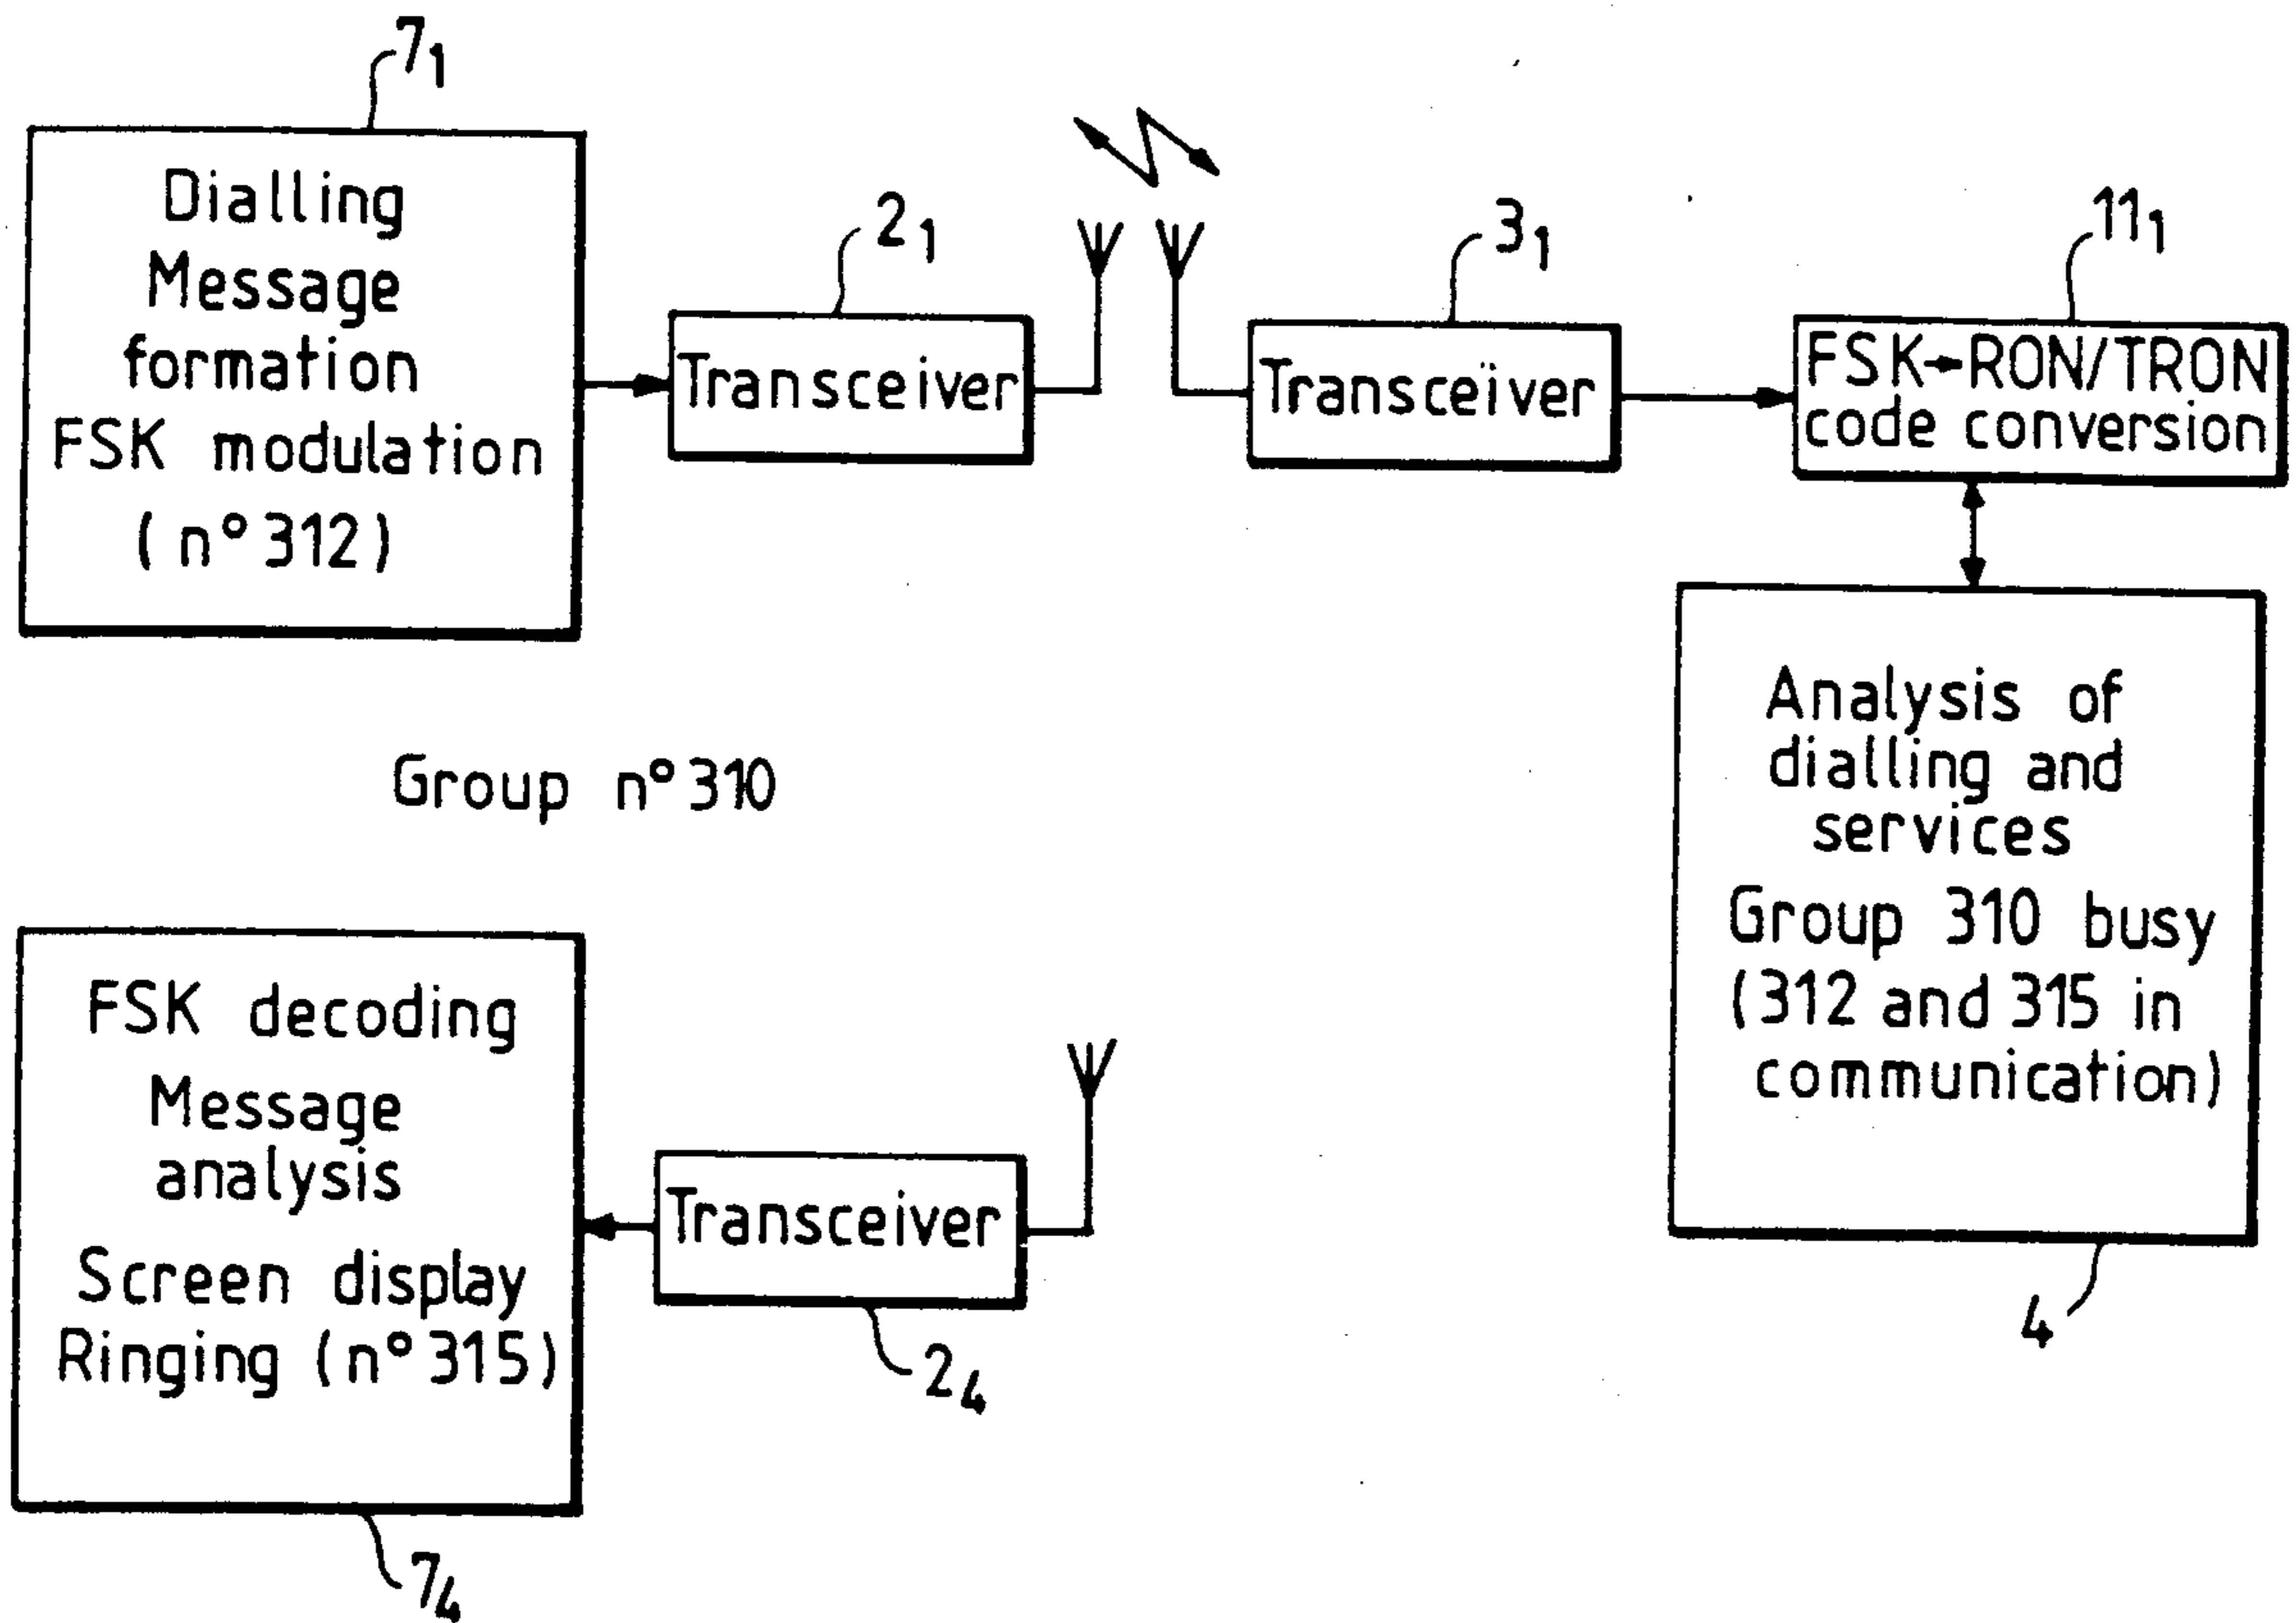 7₁
Dialling
Message
formation
FSK modulation
(n°312)
2₁
Transceiver
3₁
Transceiver
11₁
FSK→RON/TRON
code conversion
Analysis of
dialling and
services
Group 310 busy
(312 and 315 in
communication)
4
Group n°310
FSK decoding
Message
analysis
Screen display
Ringing (n°315)
7₄
Transceiver
2₄